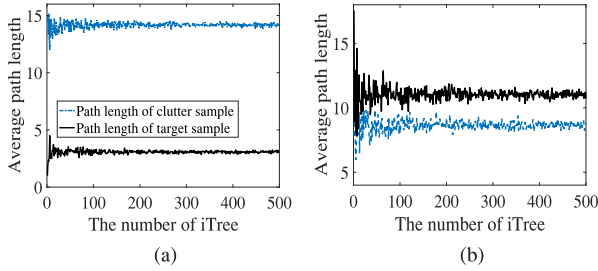 15
10
5
0
Average path length
Path length of clutter sample
Path length of target sample
0 100 200 300 400 500
The number of iTree
(a)
15
10
5
Average path length
0 100 200 300 400 500
The number of iTree
(b)